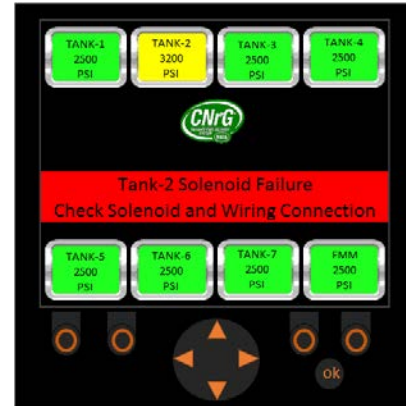 TANK-1
2500
PSI
TANK-2
3200
PSI
TANK-3
2500
PSI
TANK-4
2500
PSI
CNrG
Tank-2 Solenoid Failure
Check Solenoid and Wiring Connection
TANK-5
2500
PSI
TANK-6
2500
PSI
TANK-7
2500
PSI
FMM
2500
PSI
ok